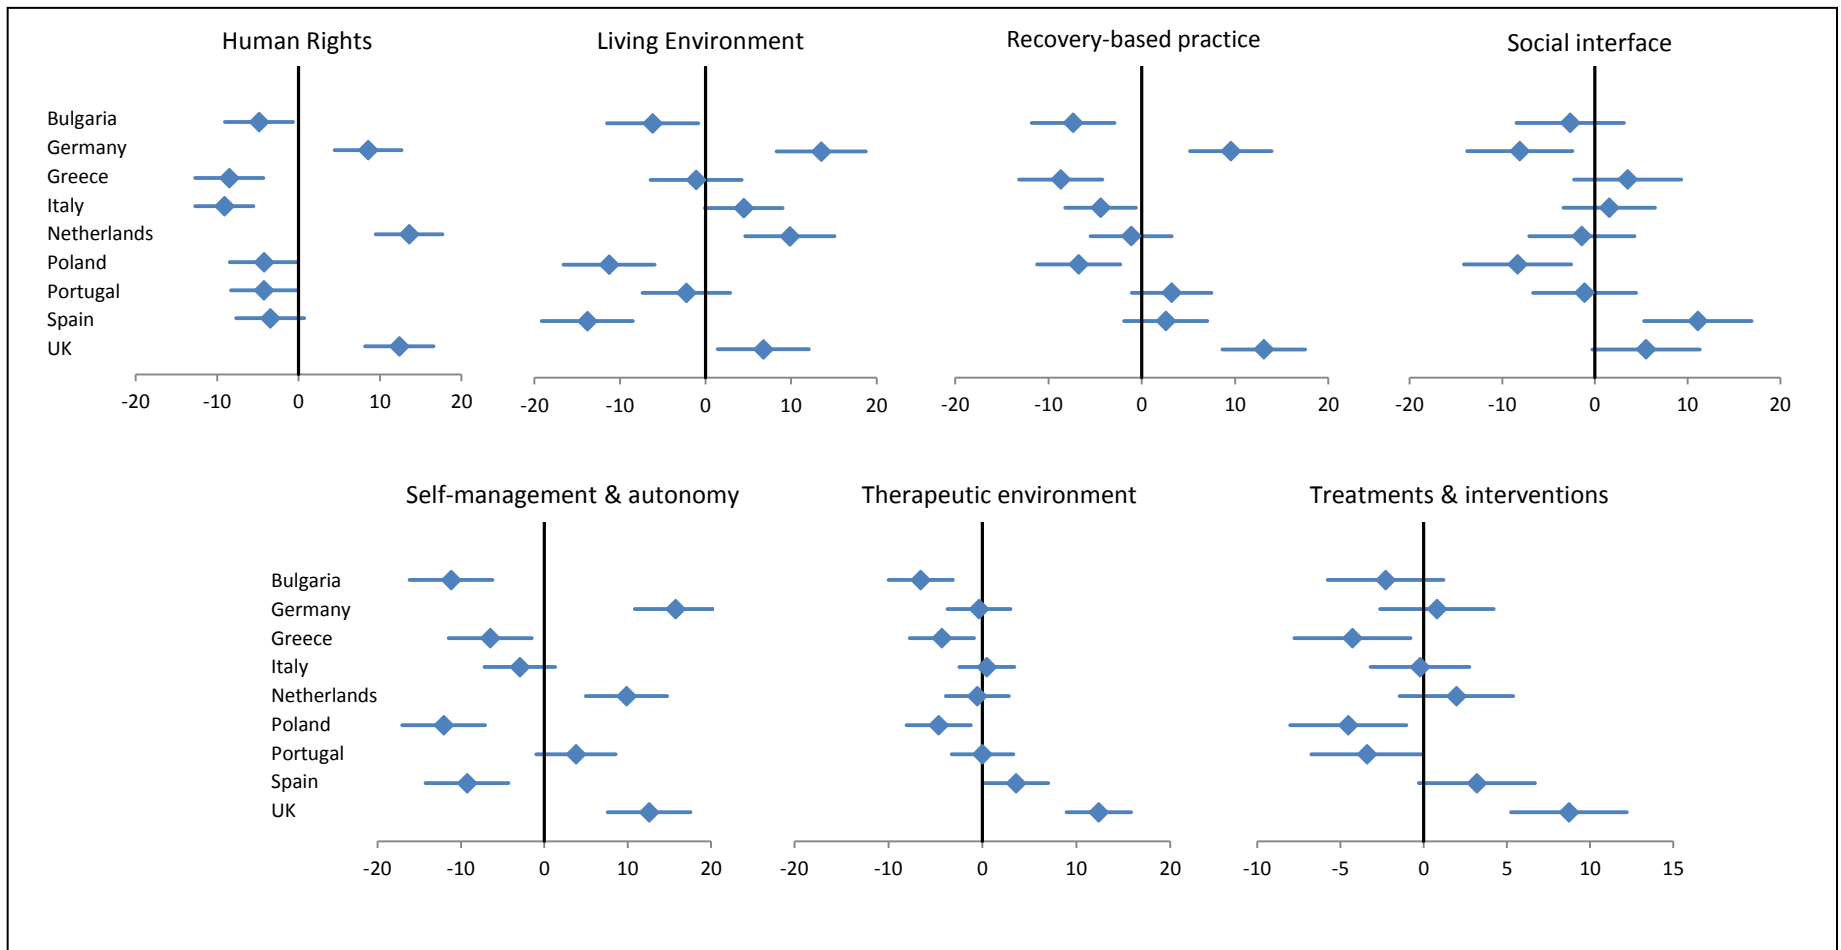 Human Rights
Living Environment
Recovery-based practice
Social interface
Bulgaria
Germany
Greece
Italy
Netherlands
Poland
Portugal
Spain
UK
-20 -10 0 10 20
-20 -10 0 10 20
-20 -10 0 10 20
-20 -10 0 10 20
Self-management & autonomy
Therapeutic environment
Treatments & interventions
Bulgaria
Germany
Greece
Italy
Netherlands
Poland
Portugal
Spain
UK
-20 -10 0 10 20
-20 -10 0 10 20
-10 -5 0 5 10 15